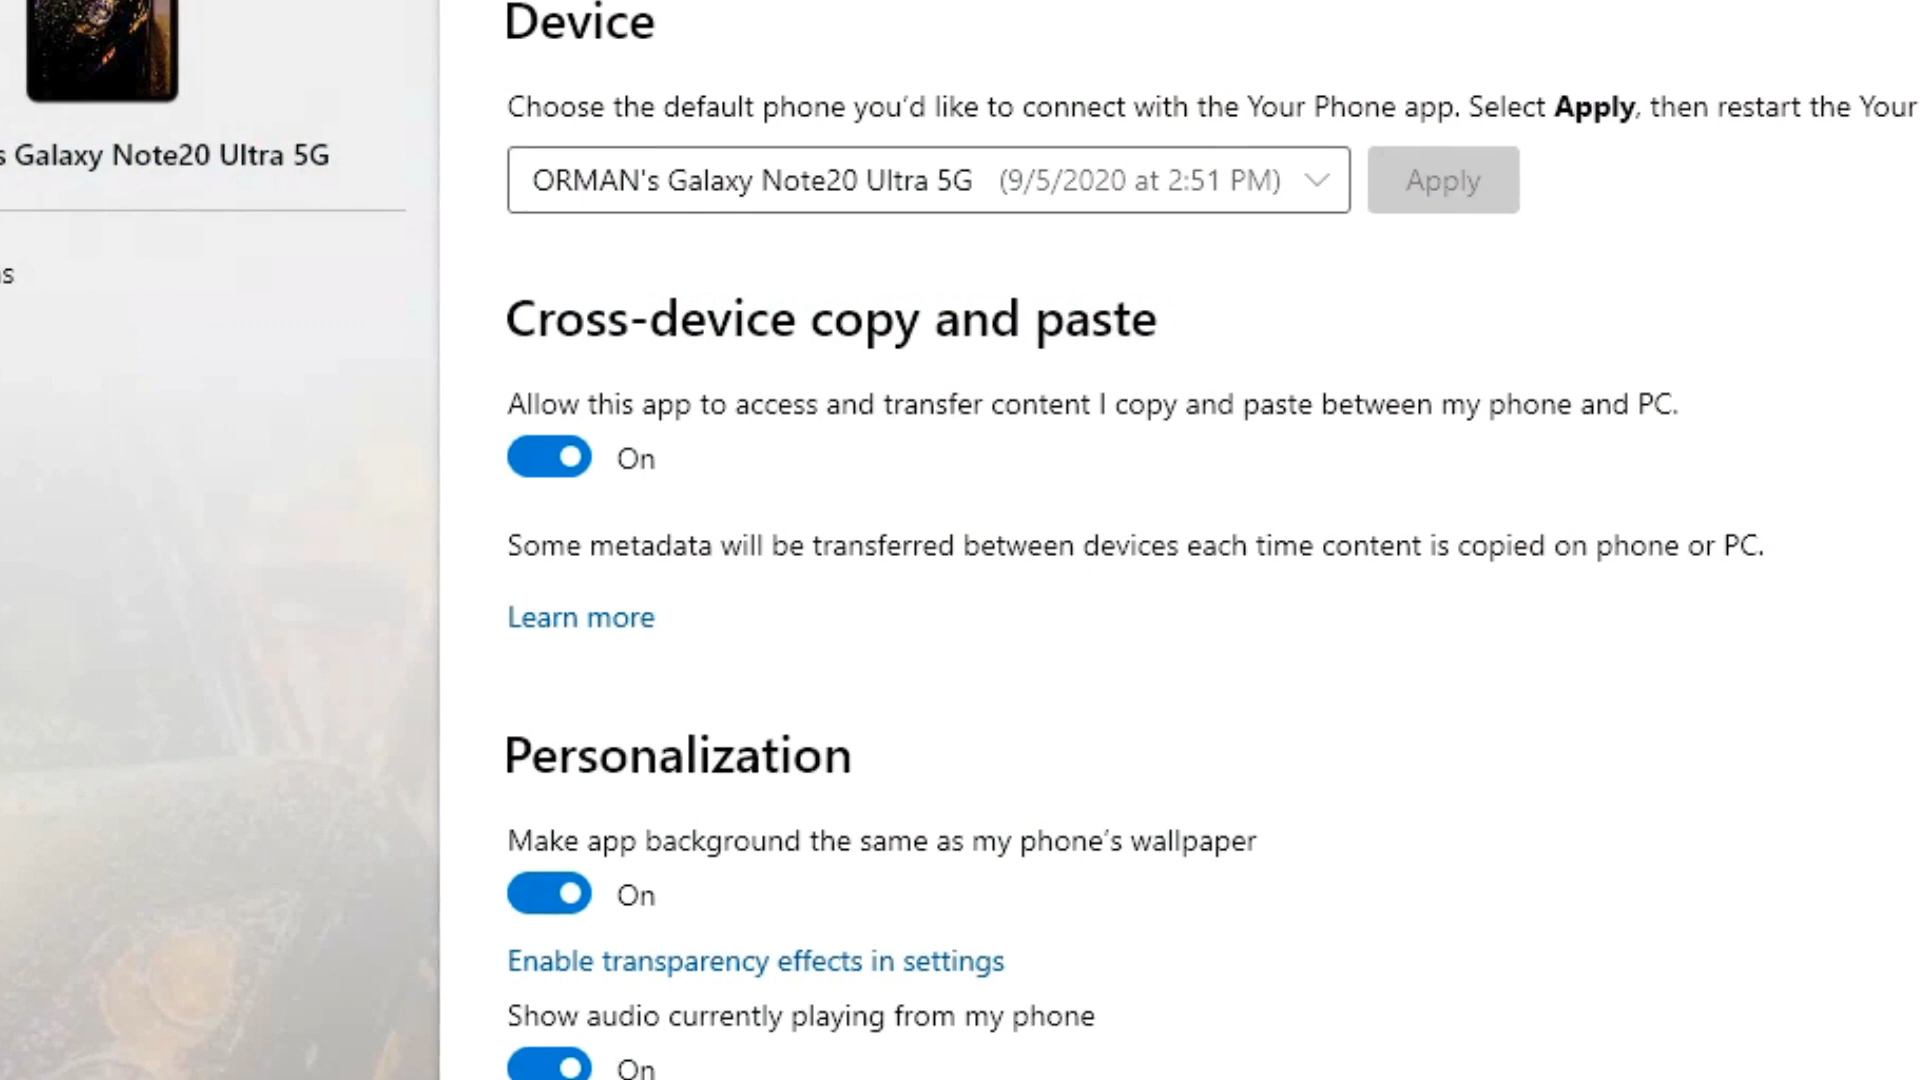 Device
Choose the default phone you’d like to connect with the Your Phone app. Select Apply, then restart the Your
s Galaxy Note20 Ultra 5G
ORMAN's Galaxy Note20 Ultra 5G (9/5/2020 at 2:51 PM)
Apply
s
Cross-device copy and paste
Allow this app to access and transfer content I copy and paste between my phone and PC.
On
Some metadata will be transferred between devices each time content is copied on phone or PC.
Learn more
Personalization
Make app background the same as my phone’s wallpaper
On
Enable transparency effects in settings
Show audio currently playing from my phone
On